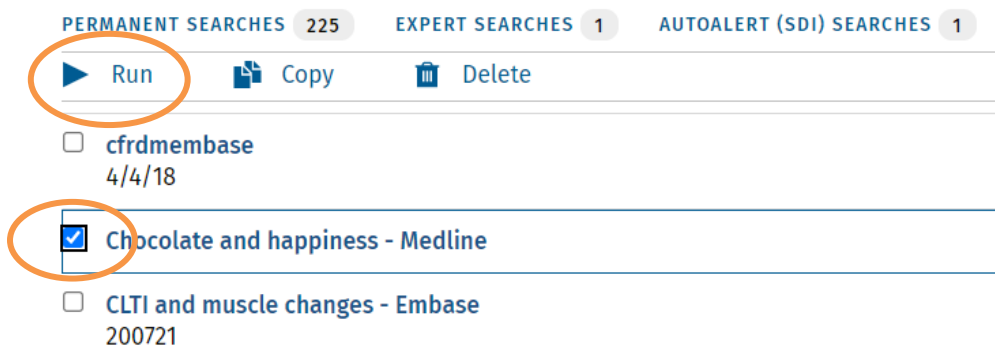 PERMANENT SEARCHES 225 EXPERT SEARCHES 1 AUTOALERT (SDI) SEARCHES 1
Run Copy Delete
cfrdmembase
4/4/18
Chocolate and happiness - Medline
CLTI and muscle changes - Embase
200721